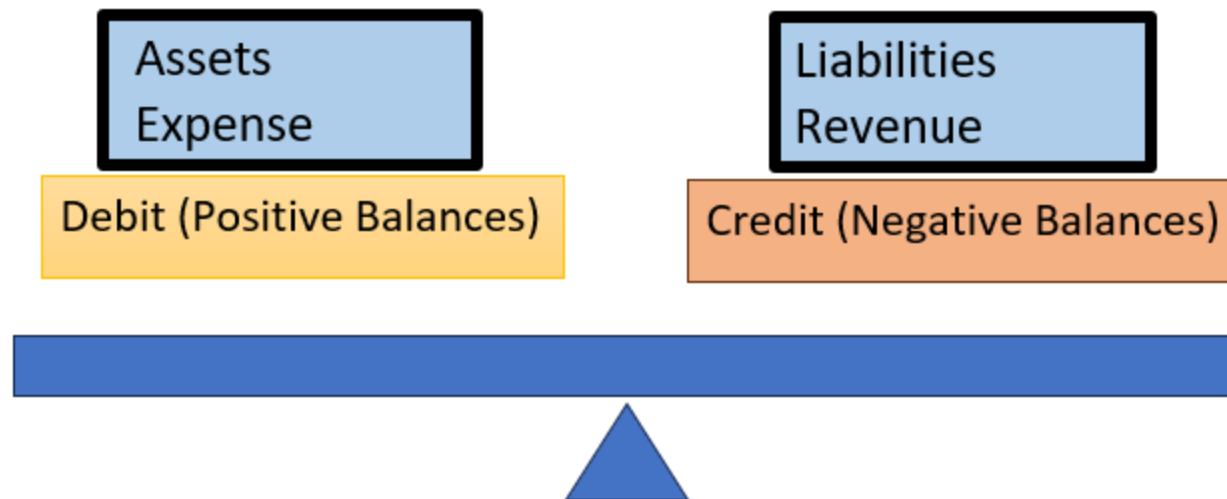 Assets
Expense
Debit (Positive Balances)
Liabilities
Revenue
Credit (Negative Balances)